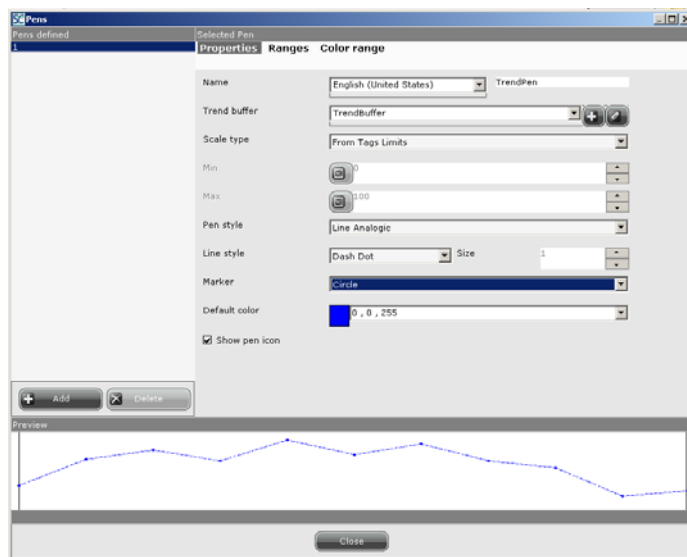 Pens
Pens defined
1
Selected Pen
Properties Ranges Color range
Name English (United States) TrendPen
Trend buffer TrendBuffer
Scale type From Tags Limits
Min 0
Max 100
Pen style Line Analogic
Line style Dash Dot Size 1
Marker Circle
Default color 0 , 0 , 255
Show pen icon
Add Delete
Preview
Close